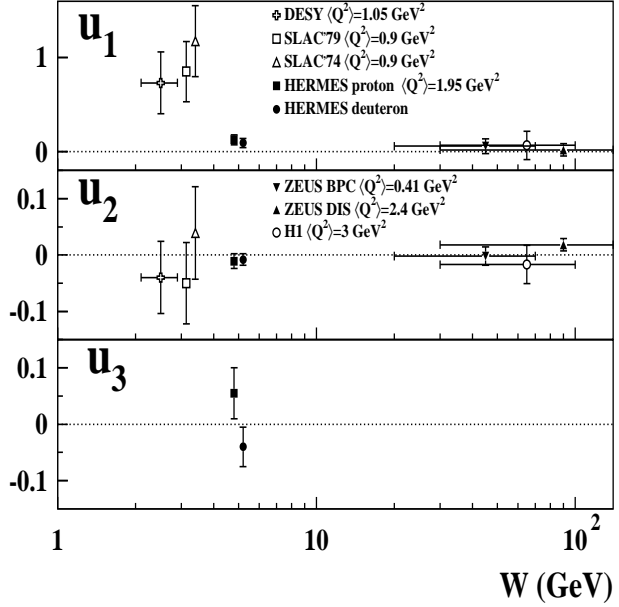 u1
DESY ⟨Q²⟩=1.05 GeV²
SLAC'79 ⟨Q²⟩=0.9 GeV²
SLAC'74 ⟨Q²⟩=0.9 GeV²
HERMES proton ⟨Q²⟩=1.95 GeV²
HERMES deuteron
1
0
u2
ZEUS BPC ⟨Q²⟩=0.41 GeV²
ZEUS DIS ⟨Q²⟩=2.4 GeV²
H1 ⟨Q²⟩=3 GeV²
0.1
0
-0.1
u3
0.1
0
-0.1
1 10 10²
W (GeV)